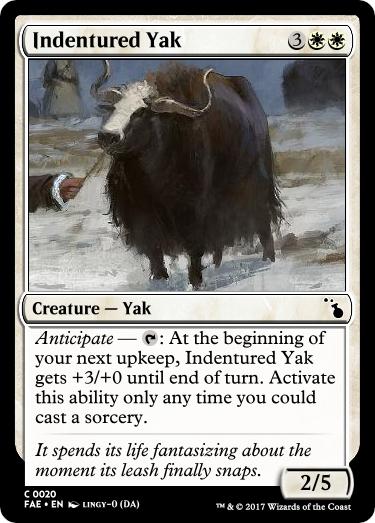 Indentured Yak 3
Creature — Yak
Anticipate — : At the beginning of
your next upkeep, Indentured Yak
gets +3/+0 until end of turn. Activate
this ability only any time you could
cast a sorcery.
It spends its life fantasizing about the
moment its leash finally snaps.
2/5
C 0020
FAE • EN LINGY-0 (DA)
™ & © 2017 Wizards of the Coast